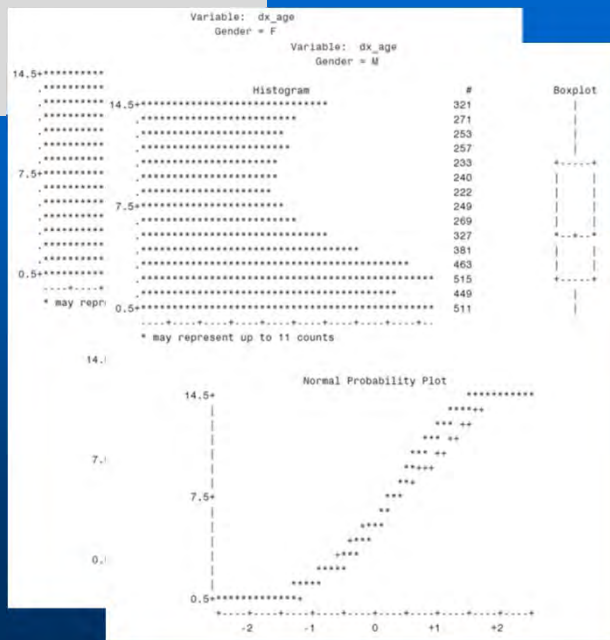 Variable: dx_age
Gender = F
Variable: dx_age
Gender = M
14.5+**********
.**********
.**********
.**********
.**********
.**********
.**********
7.5+**********
.**********
.**********
.**********
.**********
.**********
.**********
0.5+**********
----+----+
* may repr
14.
7.
0.
Histogram # Boxplot
14.5+****************************** 321 |
.************************* 271 |
.*********************** 253 |
.************************ 257 |
.********************** 233 +-----+
.********************** 240 | |
.********************* 222 | |
7.5+*********************** 249 | |
.************************* 269 | |
.****************************** 327 *--+--*
.*********************************** 381 | |
.******************************************* 463 | |
.*********************************************** 515 +-----+
.***************************************** 449 |
0.5+*********************************************** 511 |
----+----+----+----+----+----+----+----+----+--
* may represent up to 11 counts
Normal Probability Plot
14.5+ ***********
| ****++
| *** ++
| *** ++
| *** ++
| **+++
| **+
7.5+ ***
| **
| +***
| +***
| +***
| *****
| *****
0.5+*************+
+----+----+----+----+----+----+----+----+----+----+
-2 -1 0 +1 +2